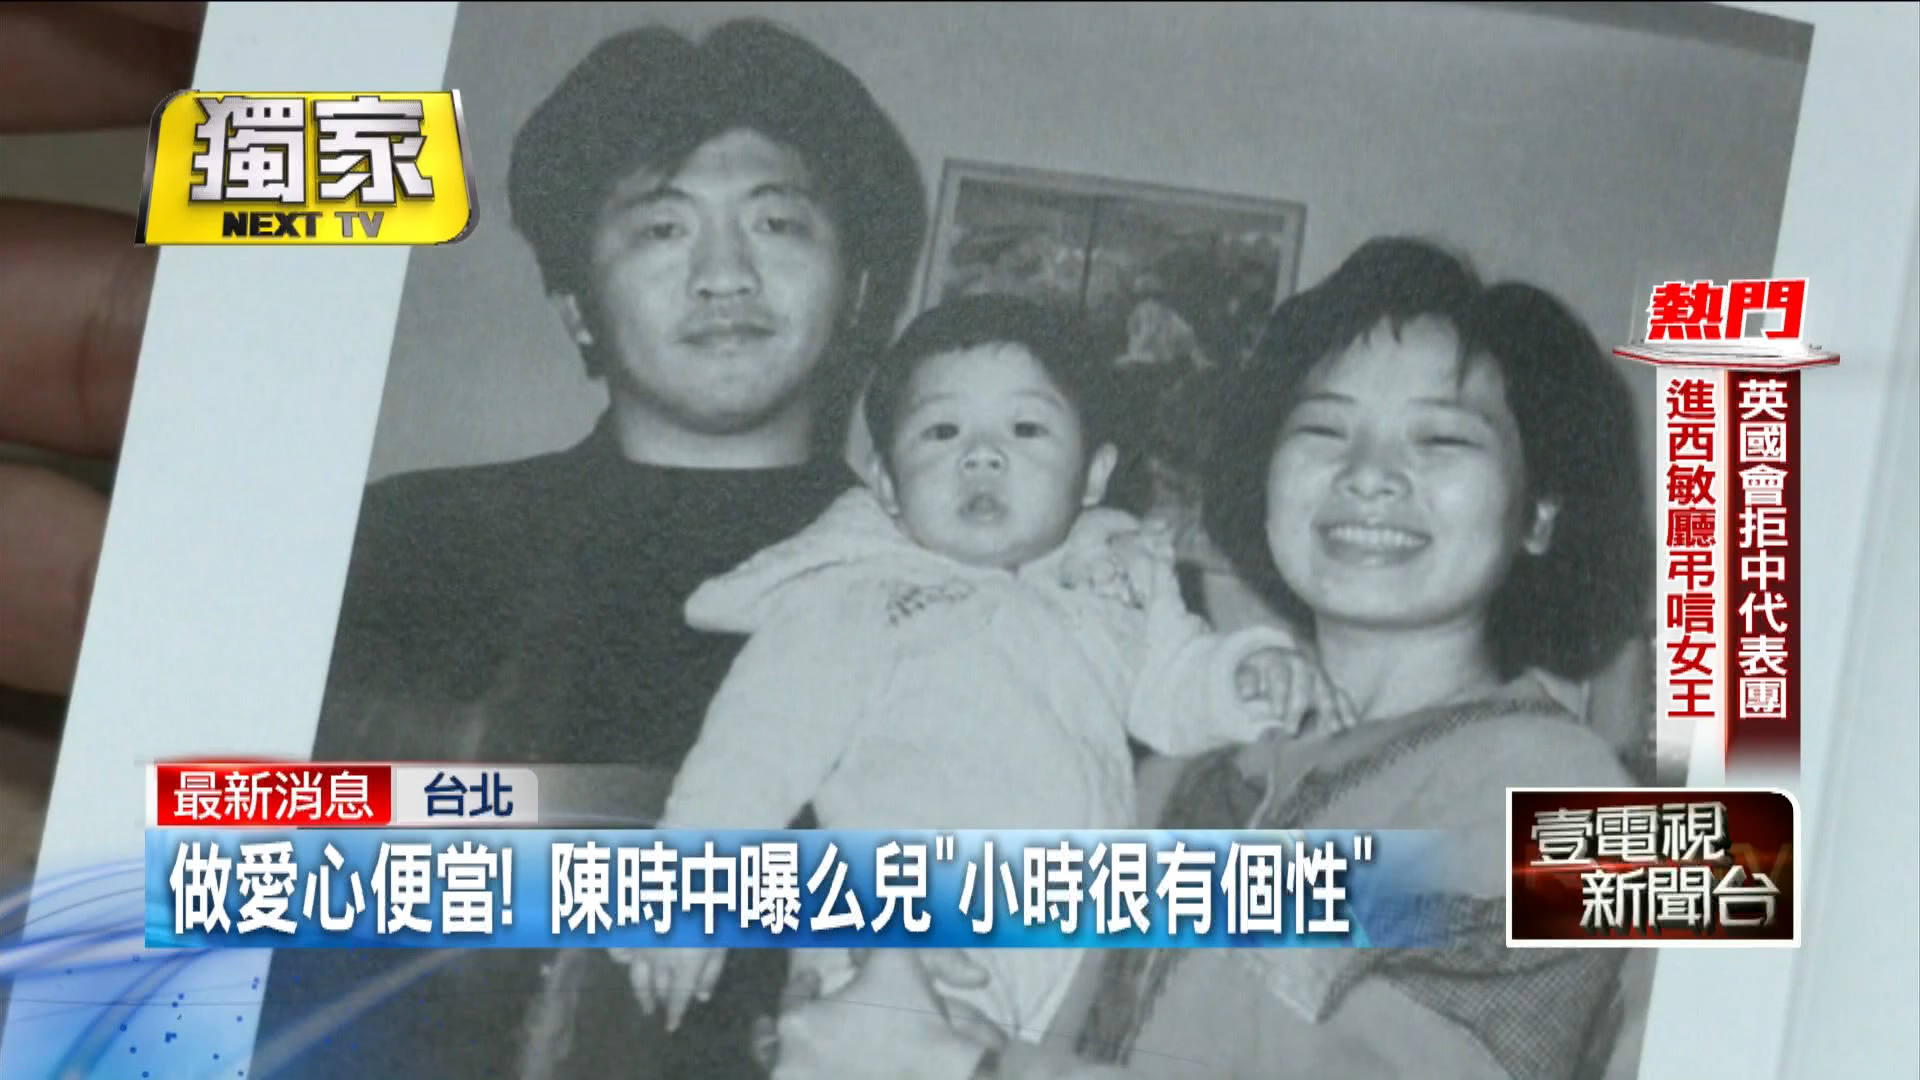 獨家
NEXT TV
熱門
英國會拒中代表團
進西敏廳弔唁女王
最新消息
台北
做愛心便當! 陳時中曝么兒"小時很有個性"
壹電視
新聞台